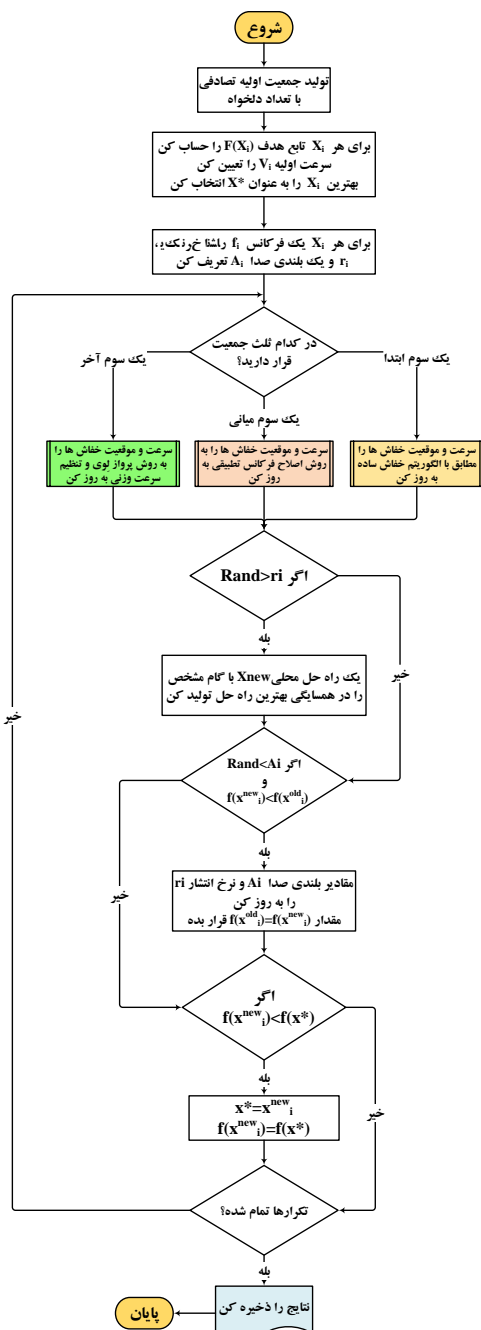 شروع
تولید جمعیت اولیه تصادفی
با تعداد دلخواه
برای هر Xi تابع هدف F(Xi) را حساب کن
سرعت اولیه Vi را تعیین کن
بهترین Xi را به عنوان X* انتخاب کن
برای هر Xi یک فرکانس fi
ri و یک بلندی صدا Ai تعریف کن
در کدام ثلث جمعیت
قرار دارید؟
یک سوم ابتدا
یک سوم میانی
یک سوم آخر
سرعت و موقعیت خفاش ها را
مطابق با الگوریتم خفاش ساده
به روز کن
سرعت و موقعیت خفاش ها را به
روش اصلاح فرکانس تطبیقی به
روز کن
سرعت و موقعیت خفاش ها را
به روش پرواز لِوی و تنظیم
سرعت وزنی به روز کن
اگر Rand>ri
بله
خیر
یک راه حل محلی Xnew با گام مشخص
را در همسایگی بهترین راه حل تولید کن
اگر Rand<Ai
و
f(x^new_i)<f(x^old_i)
بله
خیر
مقادیر بلندی صدا Ai و نرخ انتشار ri
را به روز کن
مقدار f(x^old_i)=f(x^new_i) قرار بده
اگر
f(x^new_i)<f(x*)
بله
خیر
x*=x^new_i
f(x^new_i)=f(x*)
تکرارها تمام شده؟
خیر
بله
نتایج را ذخیره کن
پایان